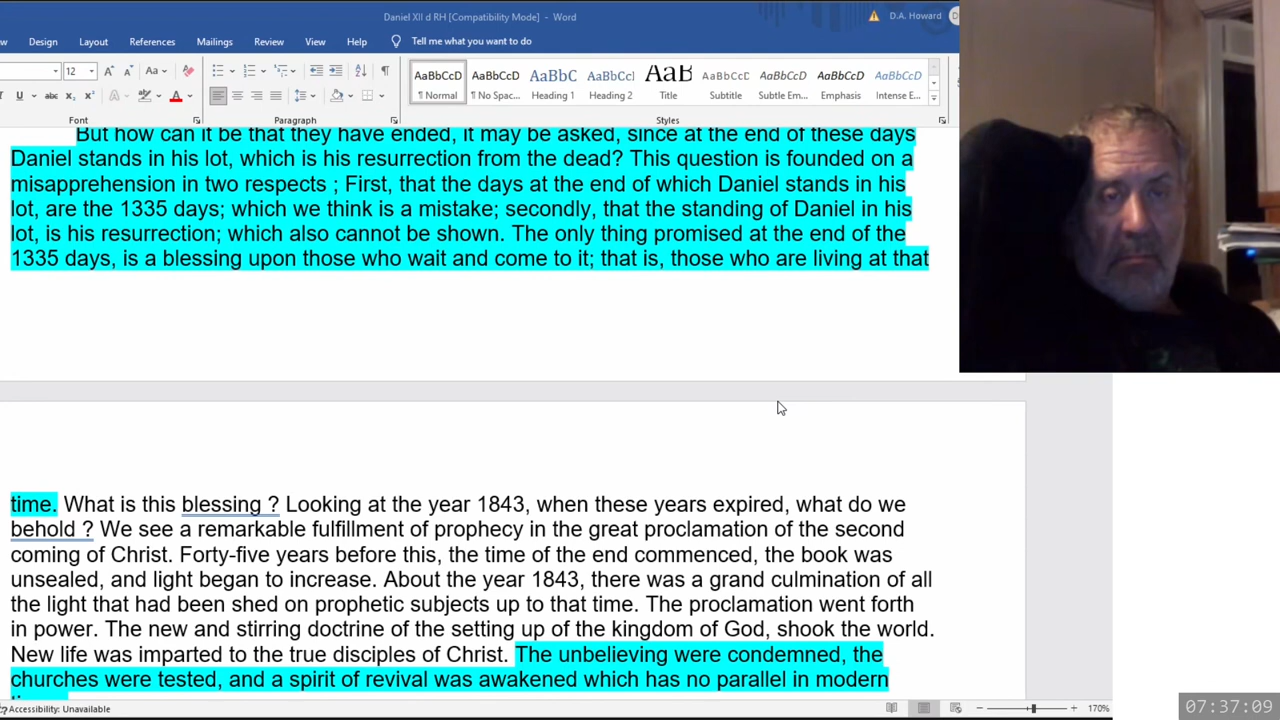 Daniel XII d RH [Compatibility Mode] - Word
D.A. Howard
Design Layout References Mailings Review View Help Tell me what you want to do
12 Aa
AaBbCcD AaBbCcD AaBbC AaBbCc AaB AaBbCcD AaBbCcD AaBbCcD AaBbCcD
¶ Normal ¶ No Spac... Heading 1 Heading 2 Title Subtitle Subtle Em... Emphasis Intense E...
Font Paragraph Styles
But how can it be that they have ended, it may be asked, since at the end of these days
Daniel stands in his lot, which is his resurrection from the dead? This question is founded on a
misapprehension in two respects ; First, that the days at the end of which Daniel stands in his
lot, are the 1335 days; which we think is a mistake; secondly, that the standing of Daniel in his
lot, is his resurrection; which also cannot be shown. The only thing promised at the end of the
1335 days, is a blessing upon those who wait and come to it; that is, those who are living at that
time. What is this blessing ? Looking at the year 1843, when these years expired, what do we
behold ? We see a remarkable fulfillment of prophecy in the great proclamation of the second
coming of Christ. Forty-five years before this, the time of the end commenced, the book was
unsealed, and light began to increase. About the year 1843, there was a grand culmination of all
the light that had been shed on prophetic subjects up to that time. The proclamation went forth
in power. The new and stirring doctrine of the setting up of the kingdom of God, shook the world.
New life was imparted to the true disciples of Christ. The unbelieving were condemned, the
churches were tested, and a spirit of revival was awakened which has no parallel in modern
Accessibility: Unavailable
170%
07:37:09